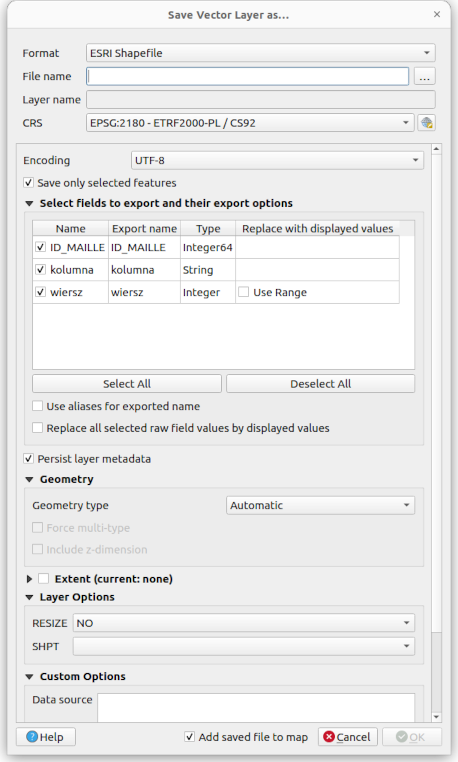 Save Vector Layer as...
Format ESRI Shapefile
File name ...
Layer name
CRS EPSG:2180 - ETRF2000-PL / CS92
Encoding UTF-8
Save only selected features
Select fields to export and their export options
Name Export name Type Replace with displayed values
ID_MAILLE ID_MAILLE Integer64
kolumna kolumna String
wiersz wiersz Integer Use Range
Select All Deselect All
Use aliases for exported name
Replace all selected raw field values by displayed values
Persist layer metadata
Geometry
Geometry type Automatic
Force multi-type
Include z-dimension
Extent (current: none)
Layer Options
RESIZE NO
SHPT
Custom Options
Data source
Help Add saved file to map Cancel OK